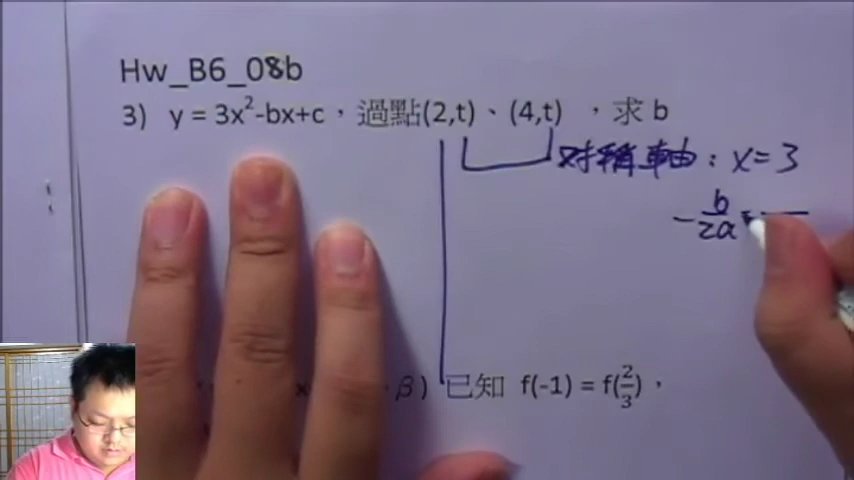 Hw_B6_08b
3) y = 3x²-bx+c，過點(2,t)、(4,t) ，求 b
对稱軸：x=3
-b/2a =
x β) 已知 f(-1) = f(2/3)，